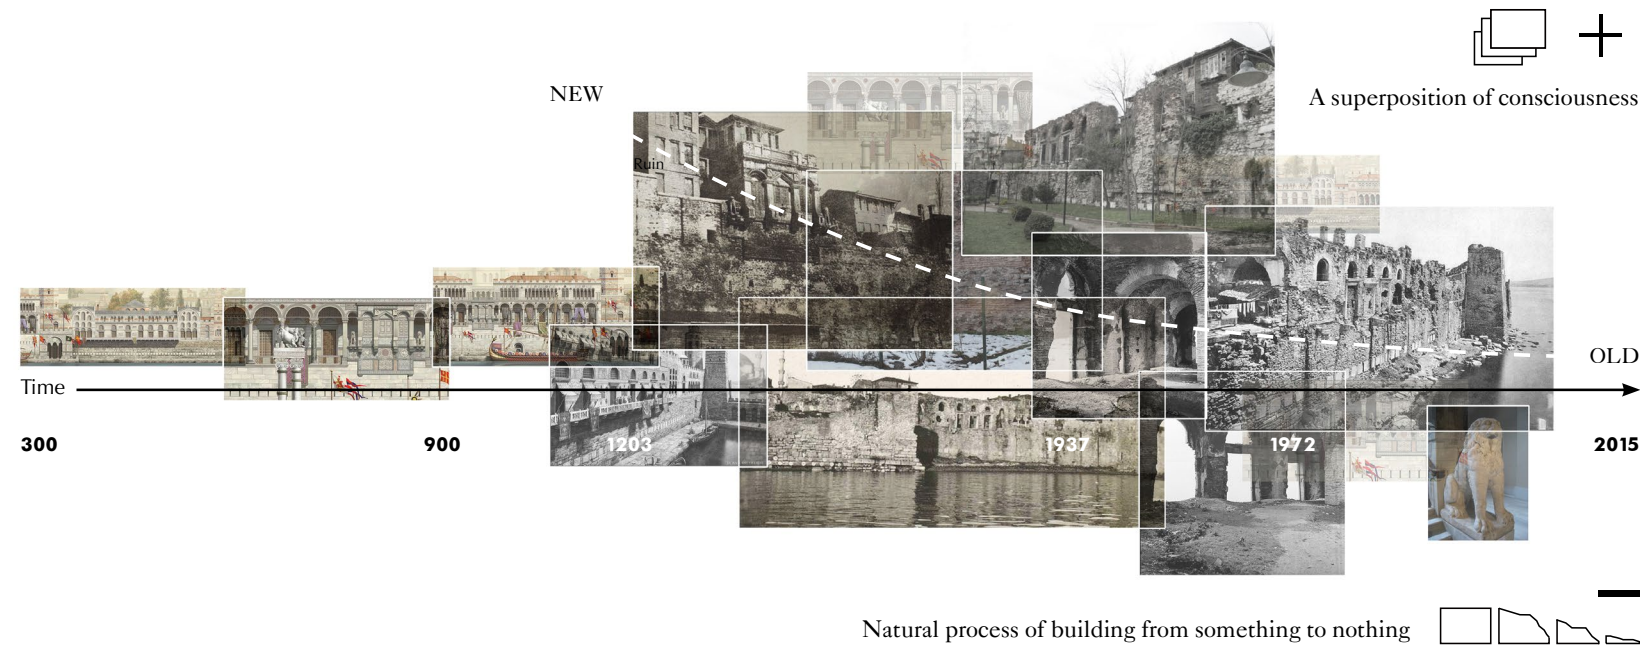 NEW
A superposition of consciousness
Ruin
OLD
Time
300
900
1203
1937
1972
2015
Natural process of building from something to nothing